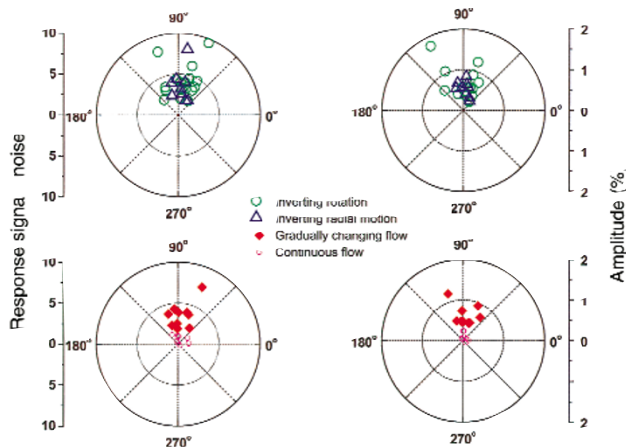 90° 90°
10 2
5 1
180° 0 0° 180° 0° 0
5 1
10 2
270° 270°
Inverting rotation
Inverting radial motion
Gradually changing flow
Continuous flow
90° 90°
10 2
5 1
180° 0 0° 180° 0° 0
5 1
10 2
270° 270°
Response signa noise
Amplitude (%)